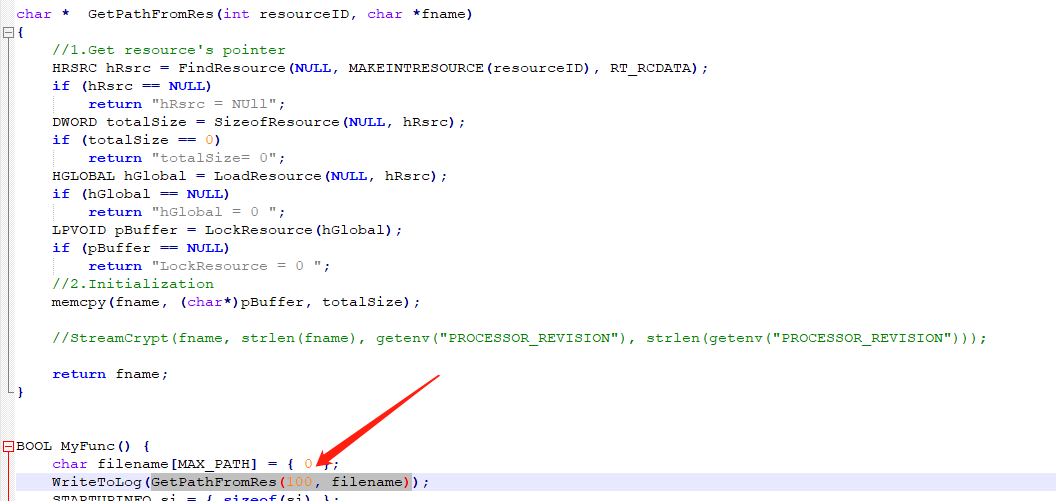 char *  GetPathFromRes(int resourceID, char *fname)
{
    //1.Get resource's pointer
    HRSRC hRsrc = FindResource(NULL, MAKEINTRESOURCE(resourceID), RT_RCDATA);
    if (hRsrc == NULL)
        return "hRsrc = NUll";
    DWORD totalSize = SizeofResource(NULL, hRsrc);
    if (totalSize == 0)
        return "totalSize= 0";
    HGLOBAL hGlobal = LoadResource(NULL, hRsrc);
    if (hGlobal == NULL)
        return "hGlobal = 0 ";
    LPVOID pBuffer = LockResource(hGlobal);
    if (pBuffer == NULL)
        return "LockResource = 0 ";
    //2.Initialization
    memcpy(fname, (char*)pBuffer, totalSize);
    //StreamCrypt(fname, strlen(fname), getenv("PROCESSOR_REVISION"), strlen(getenv("PROCESSOR_REVISION")));
    return fname;
}
BOOL MyFunc() {
    char filename[MAX_PATH] = { 0 };
    WriteToLog(GetPathFromRes(100, filename));
    STARTUPINFO si = { sizeof(si) };